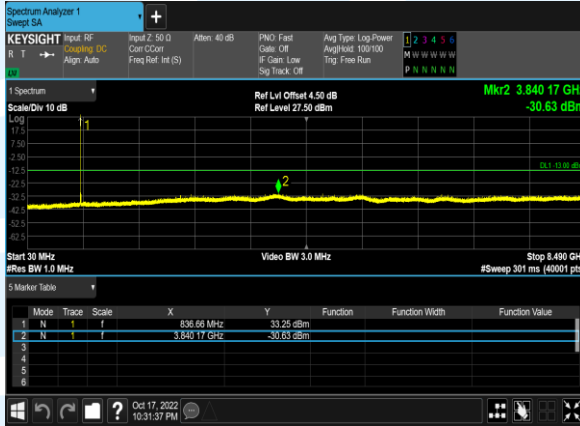 Spectrum Analyzer 1
Swept SA
+
KEYSIGHT Input: RF Input Z: 50 Ω Atten: 40 dB PNO: Fast Avg Type: Log-Power 1 2 3 4 5 6
R T Coupling: DC Corr CCorr Gate: Off Avg|Hold: 100/100 M W W W W W
Align: Auto Freq Ref: Int (S) IF Gain: Low Trig: Free Run
Sig Track: Off P N N N N N
1 Spectrum Ref Lvl Offset 4.50 dB Mkr2 3.840 17 GHz
Scale/Div 10 dB Ref Level 27.50 dBm -30.63 dBm
Log
17.5
7.50
-2.50
-12.5
-22.5
-32.5
-42.5
-52.5
-62.5
1
2
DL1 -13.00 dBm
Start 30 MHz Video BW 3.0 MHz Stop 8.490 GH
#Res BW 1.0 MHz #Sweep 301 ms (40001 pts
5 Marker Table
Mode Trace Scale X Y Function Function Width Function Value
1 N 1 f 836.66 MHz 33.25 dBm
2 N 1 f 3.840 17 GHz -30.63 dBm
3
4
5
6
? Oct 17, 2022
10:31:37 PM